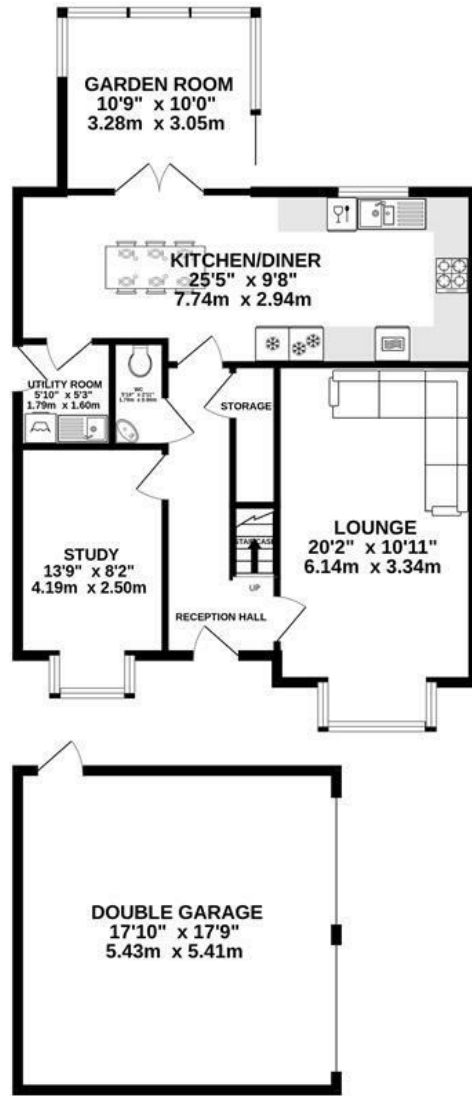 GARDEN ROOM
10'9" x 10'0"
3.28m x 3.05m
KITCHEN/DINER
25'5" x 9'8"
7.74m x 2.94m
UTILITY ROOM
5'10" x 5'3"
1.79m x 1.60m
WC
STORAGE
STUDY
13'9" x 8'2"
4.19m x 2.50m
LOUNGE
20'2" x 10'11"
6.14m x 3.34m
STAIRCASE
UP
RECEPTION HALL
DOUBLE GARAGE
17'10" x 17'9"
5.43m x 5.41m